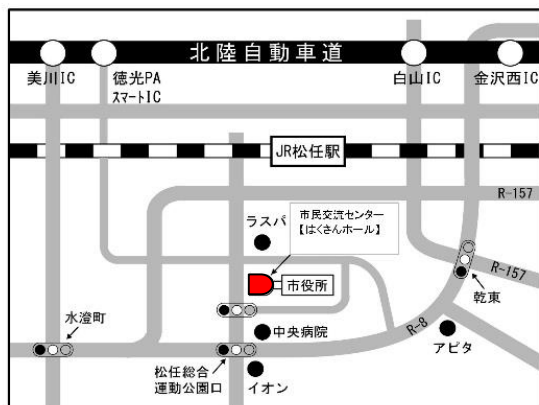 北陸自動車道
美川IC
徳光PA
スマートIC
白山IC
金沢西IC
JR松任駅
R-157
市民交流センター
【はくさんホール】
ラスパ
市役所
R-157
乾東
水澄町
中央病院
R-8
アピタ
松任総合
運動公園口
イオン